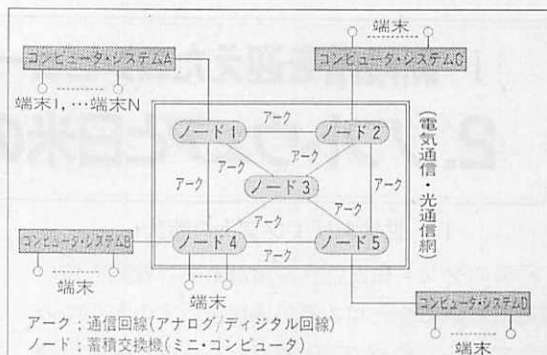 端末
コンピュータ・システムA
コンピュータ・システムC
端末1,…端末N
アーク
ノード1
ノード2
アーク
アーク
アーク
アーク
ノード3
アーク
アーク
アーク
コンピュータ・システムB
ノード4
アーク
ノード5
(電気通信・光通信網)
端末
端末
コンピュータ・システムD
端末
アーク;通信回線(アナログ/ディジタル回線)
ノード;蓄積交換機(ミニ・コンピュータ)